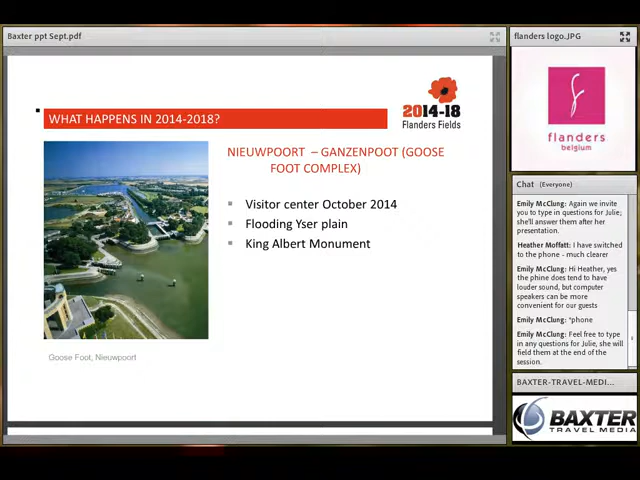 Baxter ppt Sept.pdf
flanders logo.JPG
WHAT HAPPENS IN 2014-2018?
2014-18
Flanders Fields
NIEUWPOORT – GANZENPOOT (GOOSE
FOOT COMPLEX)
Visitor center October 2014
Flooding Yser plain
King Albert Monument
Goose Foot, Nieuwpoort
flanders
belgium
Chat (Everyone)
Emily McClung: Again we invite
you to type in questions for Julie;
she'll answer them after her
presentation.
Heather Moffatt: I have switched
to the phone - much clearer
Emily McClung: Hi Heather, yes
the phine does tend to have
louder sound, but computer
speakers can be more
convenient for our guests
Emily McClung: *phone
Emily McClung: Feel free to type
in any questions for Julie, she will
field them at the end of the
session.
BAXTER-TRAVEL-MEDI...
BAXTER
TRAVEL MEDIA